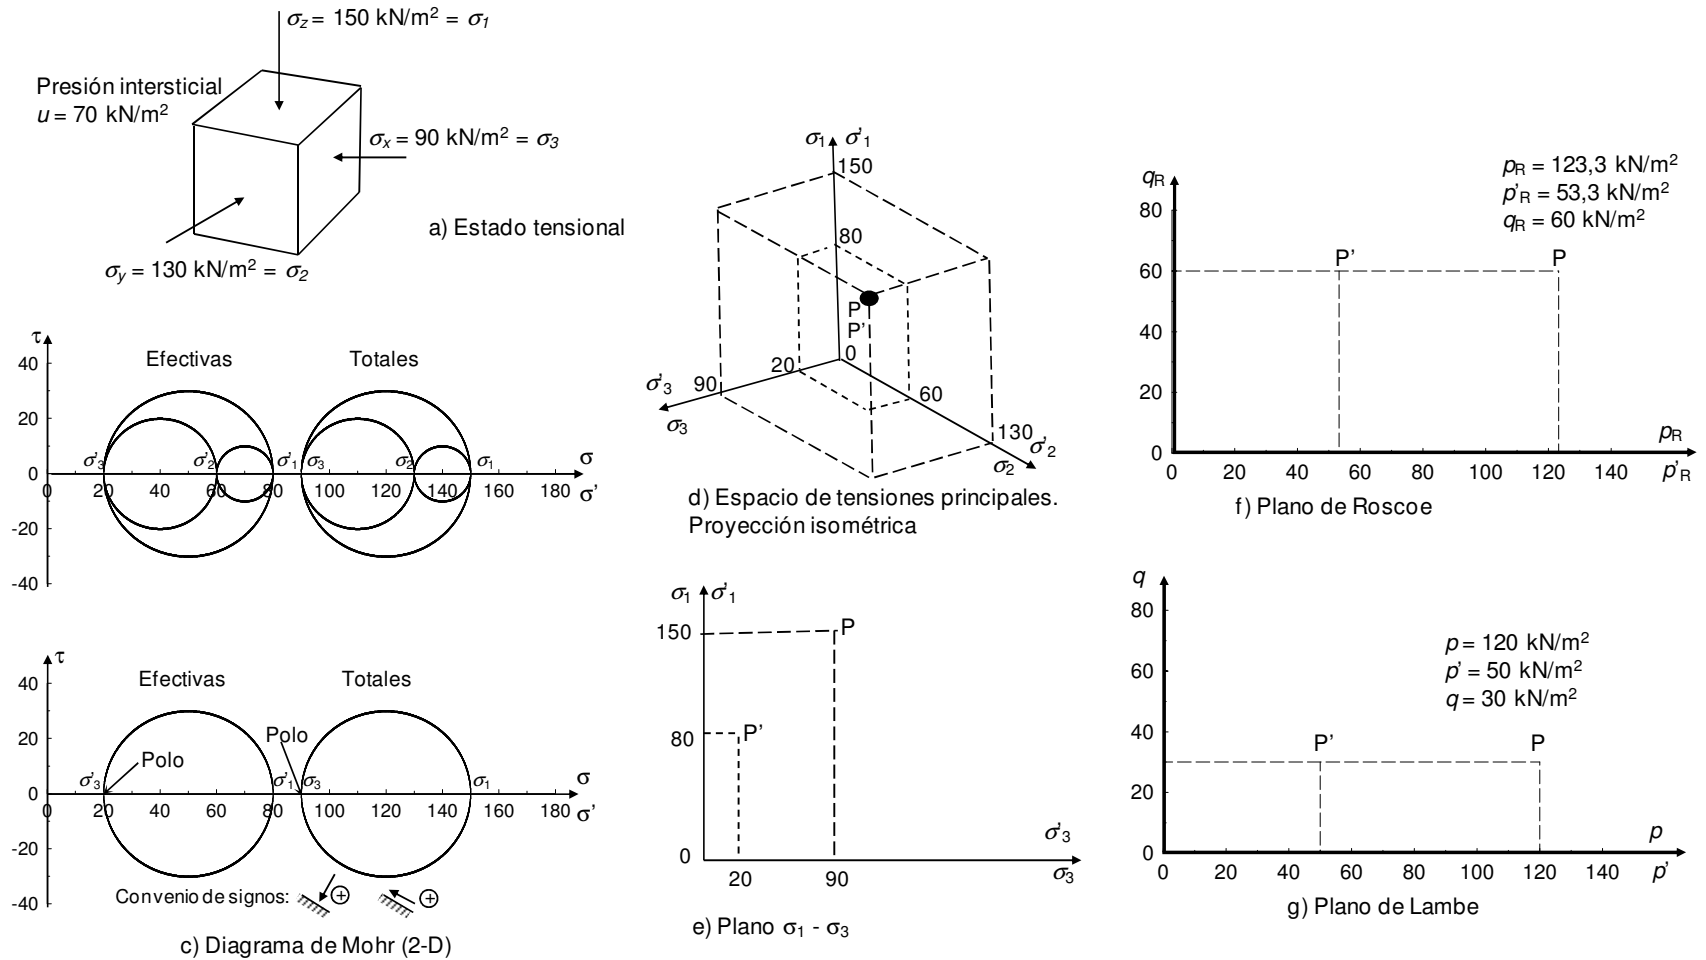 σz = 150 kN/m² = σ1
Presión intersticial
u = 70 kN/m²
σx = 90 kN/m² = σ3
a) Estado tensional
σy = 130 kN/m² = σ2
τ
Efectivas Totales
40
20
0
-20
-40
σ'3 σ'2 σ'1 σ3 σ2 σ1 σ
0 20 40 60 80 100 120 140 160 180 σ'
τ
Efectivas Totales
40
20
0
-20
-40
Polo
Polo
σ'3 σ'1 σ3 σ1 σ
0 20 40 60 80 100 120 140 160 180 σ'
Convenio de signos: + +
c) Diagrama de Mohr (2-D)
σ1 σ'1
150
80
P
P'
0
20
90
σ'3
σ3
60
130
σ'2
σ2
d) Espacio de tensiones principales.
Proyección isométrica
σ1 σ'1
150
P
80
P'
0
20 90
σ'3
σ3
e) Plano σ1 - σ3
qR
pR = 123,3 kN/m²
p'R = 53,3 kN/m²
qR = 60 kN/m²
80
60
40
20
0
P' P
pR
0 20 40 60 80 100 120 140 p'R
f) Plano de Roscoe
q
80
60
40
20
0
p = 120 kN/m²
p' = 50 kN/m²
q = 30 kN/m²
P' P
p
0 20 40 60 80 100 120 140 p'
g) Plano de Lambe